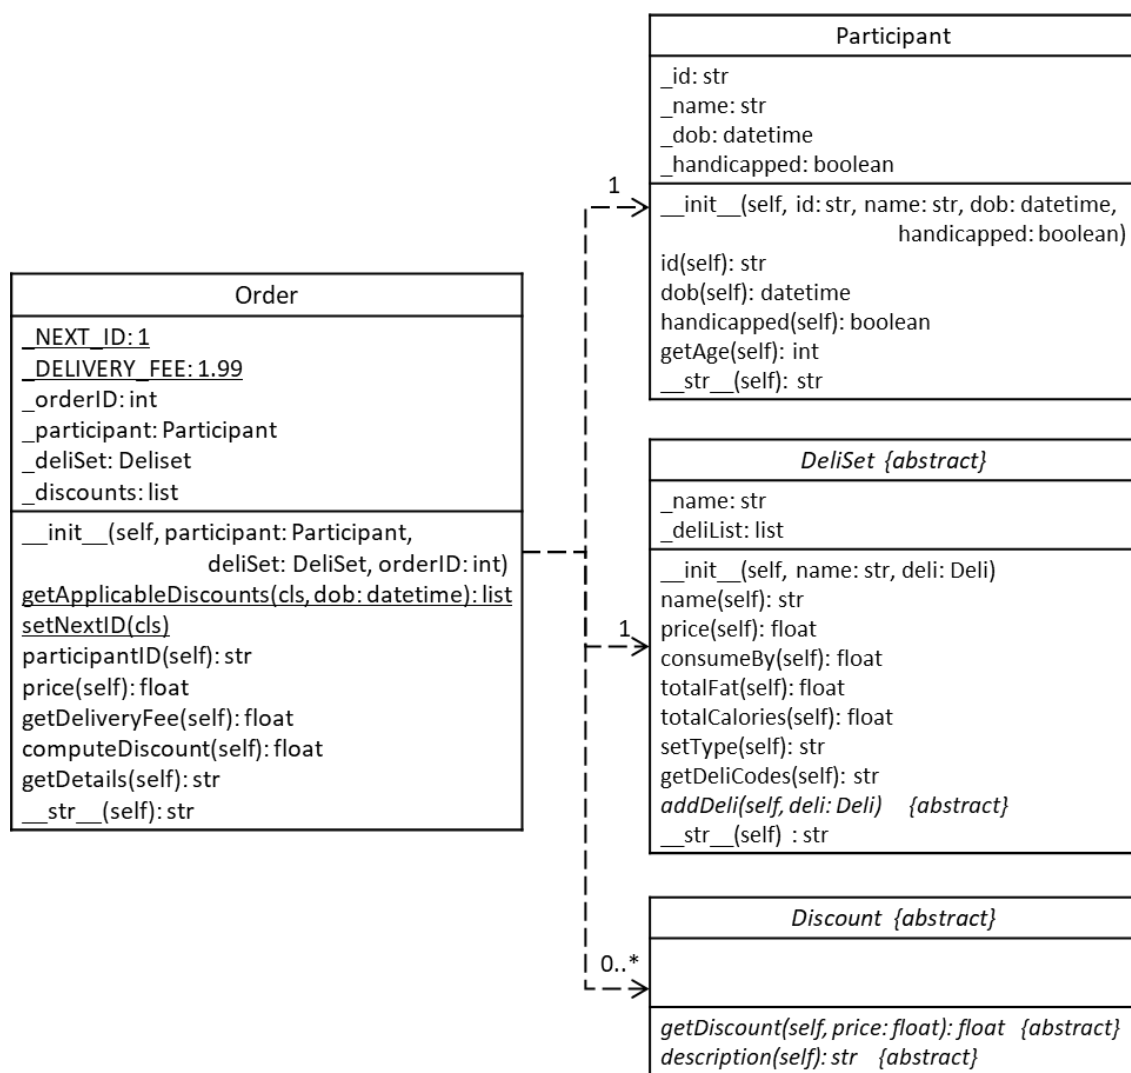 Order
_NEXT_ID: 1
_DELIVERY_FEE: 1.99
_orderID: int
_participant: Participant
_deliSet: Deliset
_discounts: list
__init__(self, participant: Participant,
deliSet: DeliSet, orderID: int)
getApplicableDiscounts(cls, dob: datetime): list
setNextID(cls)
participantID(self): str
price(self): float
getDeliveryFee(self): float
computeDiscount(self): float
getDetails(self): str
__str__(self): str
1
Participant
_id: str
_name: str
_dob: datetime
_handicapped: boolean
__init__(self, id: str, name: str, dob: datetime,
handicapped: boolean)
id(self): str
dob(self): datetime
handicapped(self): boolean
getAge(self): int
__str__(self): str
1
DeliSet {abstract}
_name: str
_deliList: list
__init__(self, name: str, deli: Deli)
name(self): str
price(self): float
consumeBy(self): float
totalFat(self): float
totalCalories(self): float
setType(self): str
getDeliCodes(self): str
addDeli(self, deli: Deli) {abstract}
__str__(self) : str
0..*
Discount {abstract}
getDiscount(self, price: float): float {abstract}
description(self): str {abstract}